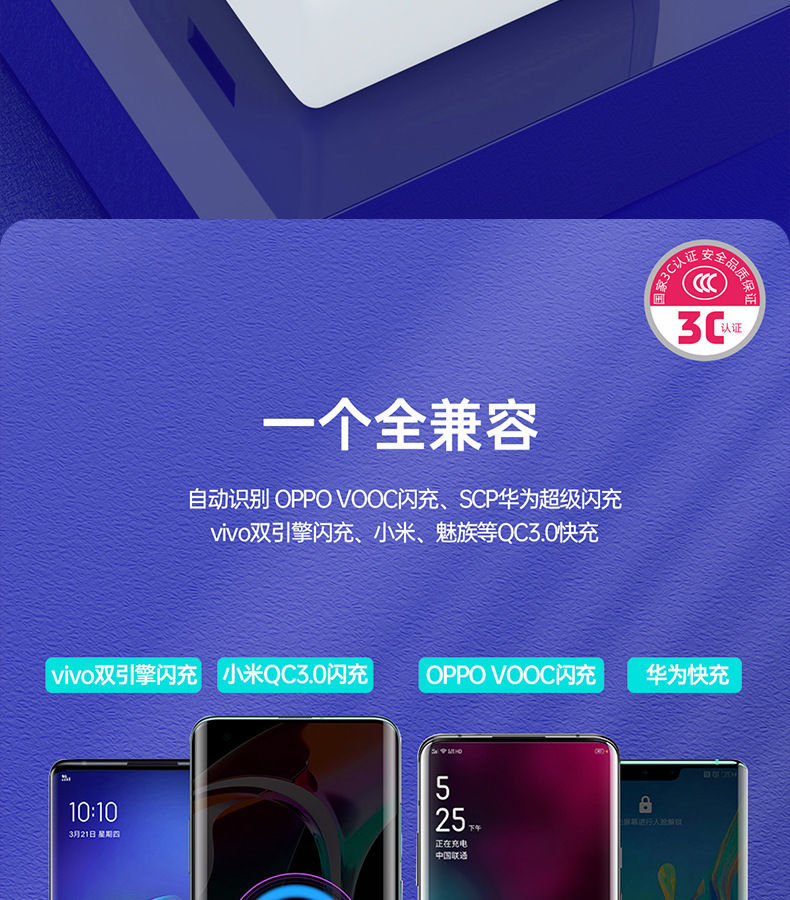 国家3C认证 安全品质保证
3C认证
一个全兼容
自动识别 OPPO VOOC闪充、SCP华为超级闪充
vivo双引擎闪充、小米、魅族等QC3.0快充
vivo双引擎闪充
小米QC3.0闪充
OPPO VOOC闪充
华为快充
10:10
3月21日 星期四
5
25下午
正在充电
中国联通